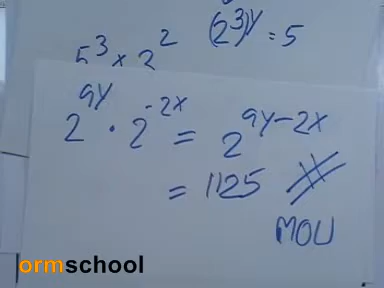 (2³)ʸ = 5
5³ × 2²
2⁹ʸ · 2⁻²ˣ = 2⁹ʸ⁻²ˣ
= 1125
MOU
ormschool